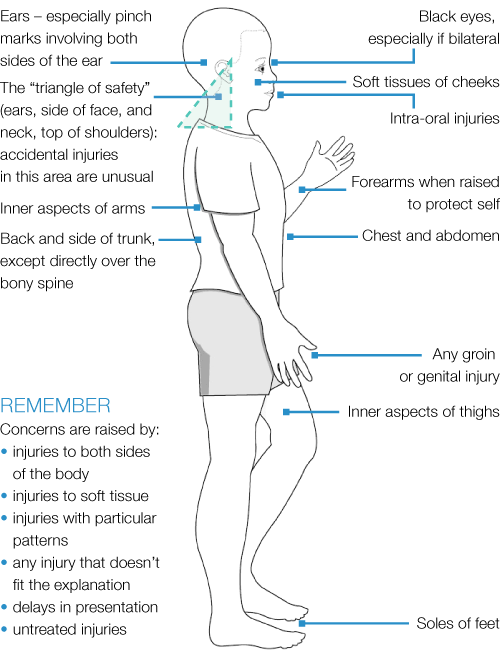 Ears – especially pinch
marks involving both
sides of the ear
The “triangle of safety”
(ears, side of face, and
neck, top of shoulders):
accidental injuries
in this area are unusual
Inner aspects of arms
Back and side of trunk,
except directly over the
bony spine
Black eyes,
especially if bilateral
Soft tissues of cheeks
Intra-oral injuries
Forearms when raised
to protect self
Chest and abdomen
Any groin
or genital injury
Inner aspects of thighs
Soles of feet
REMEMBER
Concerns are raised by:
• injuries to both sides
of the body
• injuries to soft tissue
• injuries with particular
patterns
• any injury that doesn’t
fit the explanation
• delays in presentation
• untreated injuries